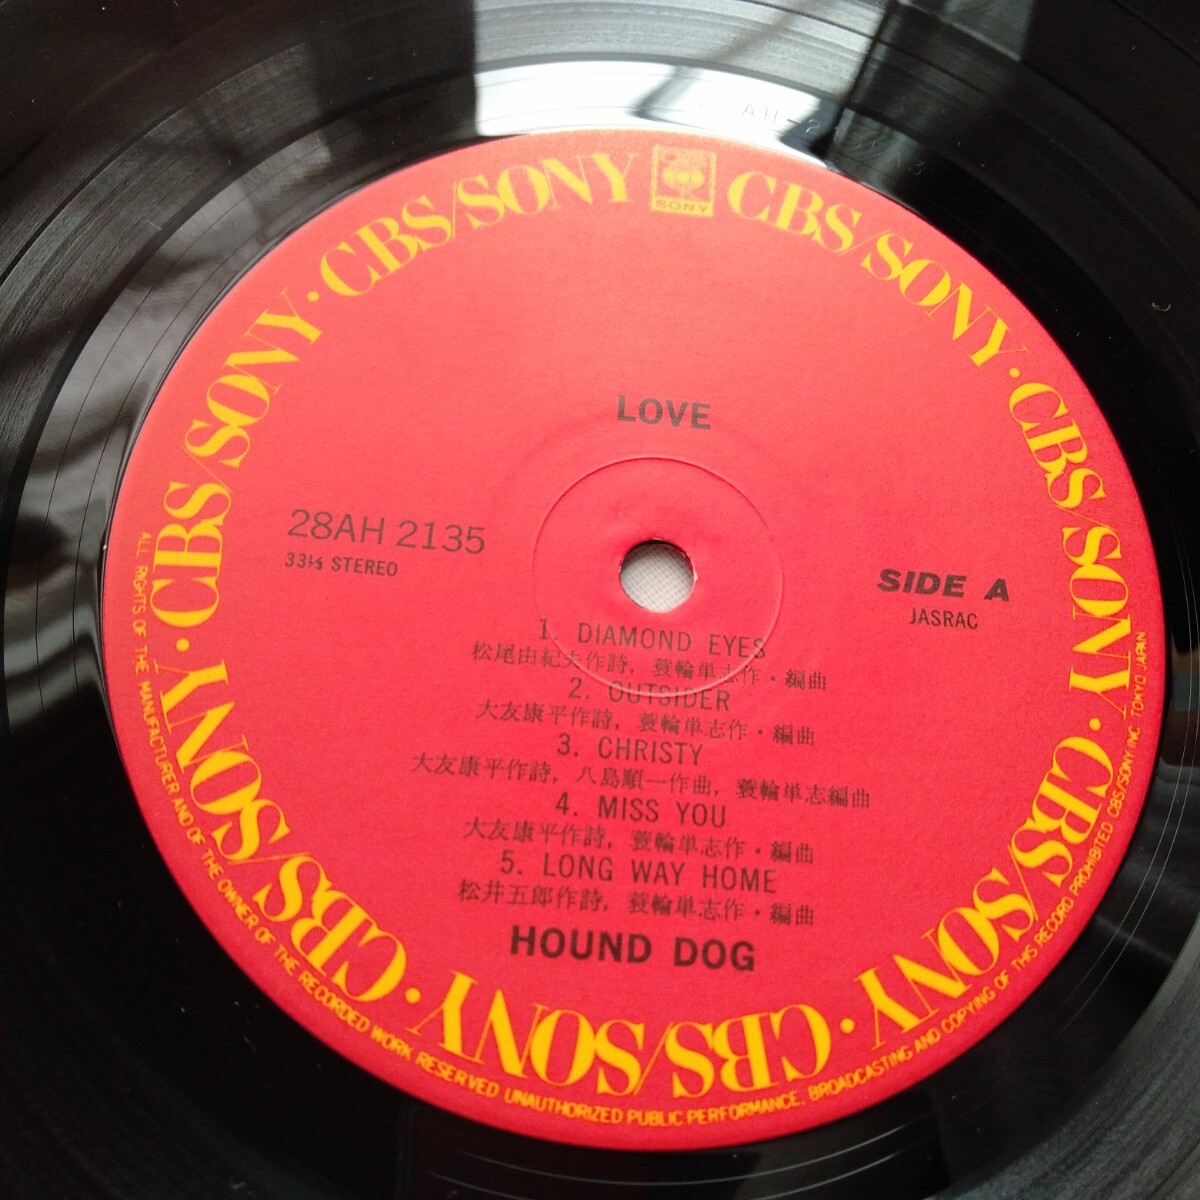 SONY
CBS/SONY · CBS/SONY · CBS/SONY · CBS/SONY · CBS/SONY · CBS/SONY · CBS/SONY · CBS/SONY
LOVE
28AH 2135
33⅓ STEREO
SIDE A
JASRAC
1. DIAMOND EYES
松尾由紀夫作詩, 蓑輪単志作・編曲
2. OUTSIDER
大友康平作詩, 蓑輪単志作・編曲
3. CHRISTY
大友康平作詩, 八島順一作曲, 蓑輪単志編曲
4. MISS YOU
大友康平作詩, 蓑輪単志作・編曲
5. LONG WAY HOME
松井五郎作詩, 蓑輪単志作・編曲
HOUND DOG
ALL RIGHTS OF THE MANUFACTURER AND OF THE OWNER OF THE RECORDED WORK RESERVED UNAUTHORIZED PUBLIC PERFORMANCE. BROADCASTING AND COPYING OF THIS RECORD PROHIBITED CBS/SONY INC. TOKYO JAPAN